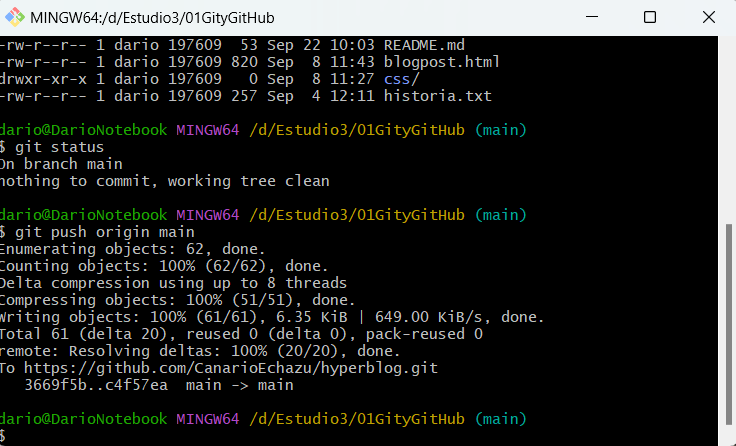 MINGW64:/d/Estudio3/01GityGitHub
-rw-r--r-- 1 dario 197609  53 Sep 22 10:03 README.md
-rw-r--r-- 1 dario 197609 820 Sep  8 11:43 blogpost.html
drwxr-xr-x 1 dario 197609   0 Sep  8 11:27 css/
-rw-r--r-- 1 dario 197609 257 Sep  4 12:11 historia.txt
dario@DarioNotebook MINGW64 /d/Estudio3/01GityGitHub (main)
$ git status
On branch main
nothing to commit, working tree clean
dario@DarioNotebook MINGW64 /d/Estudio3/01GityGitHub (main)
$ git push origin main
Enumerating objects: 62, done.
Counting objects: 100% (62/62), done.
Delta compression using up to 8 threads
Compressing objects: 100% (51/51), done.
Writing objects: 100% (61/61), 6.35 KiB | 649.00 KiB/s, done.
Total 61 (delta 20), reused 0 (delta 0), pack-reused 0
remote: Resolving deltas: 100% (20/20), done.
To https://github.com/CanarioEchazu/hyperblog.git
   3669f5b..c4f57ea  main -> main
dario@DarioNotebook MINGW64 /d/Estudio3/01GityGitHub (main)
$